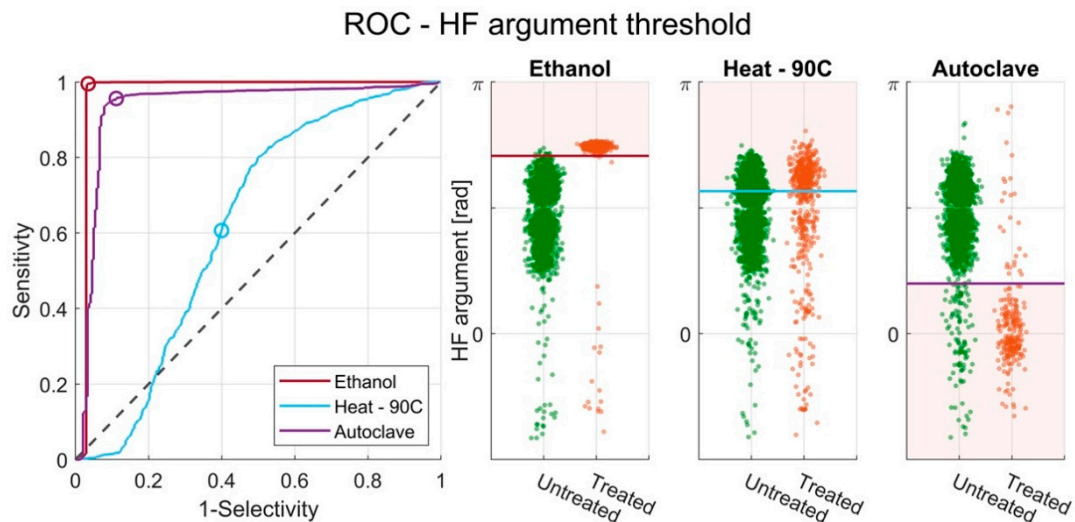 ROC - HF argument threshold
1
0.8
0.6
0.4
0.2
0
Sensitivity
0
0.2
0.4
0.6
0.8
1
1-Selectivity
Ethanol
Heat - 90C
Autoclave
Ethanol
π
0
HF argument [rad]
Untreated
Treated
Heat - 90C
π
0
Untreated
Treated
Autoclave
π
0
Untreated
Treated